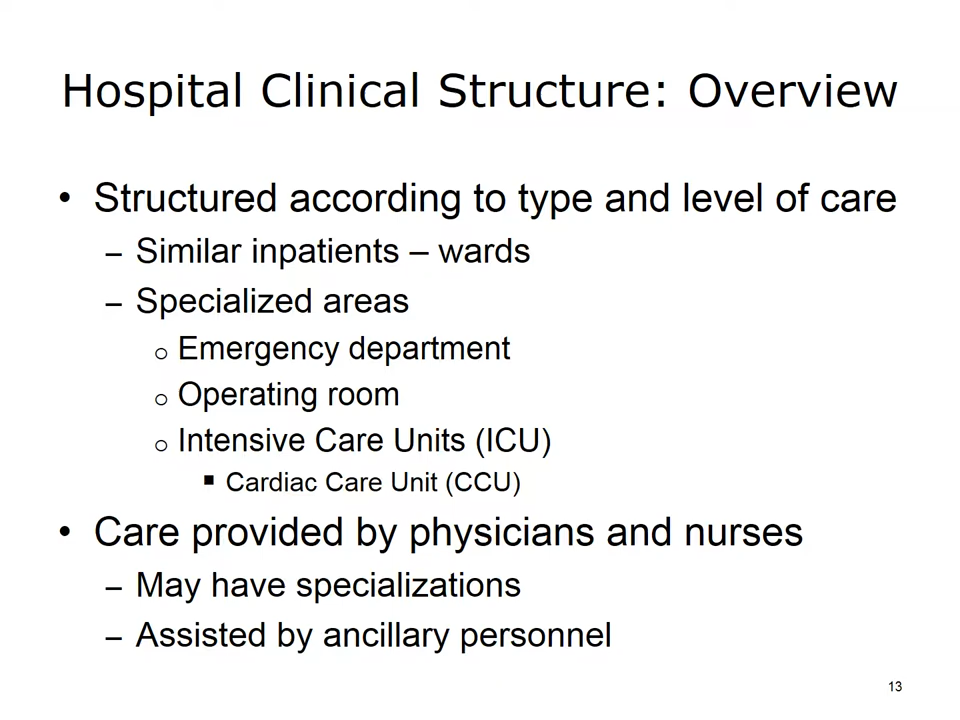 Hospital Clinical Structure: Overview
• Structured according to type and level of care
– Similar inpatients – wards
– Specialized areas
o Emergency department
o Operating room
o Intensive Care Units (ICU)
▪ Cardiac Care Unit (CCU)
• Care provided by physicians and nurses
– May have specializations
– Assisted by ancillary personnel
13